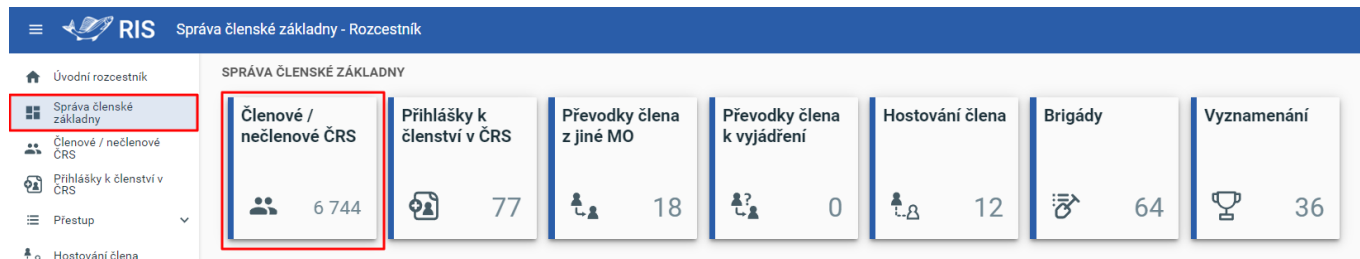 RIS Správa členské základny - Rozcestník
Úvodní rozcestník
Správa členské
základny
Členové / nečlenové
ČRS
Přihlášky k členství v
ČRS
Přestup
Hostování člena
SPRÁVA ČLENSKÉ ZÁKLADNY
Členové /
nečlenové ČRS
6 744
Přihlášky k
členství v ČRS
77
Převodky člena
z jiné MO
18
Převodky člena
k vyjádření
0
Hostování člena
12
Brigády
64
Vyznamenání
36